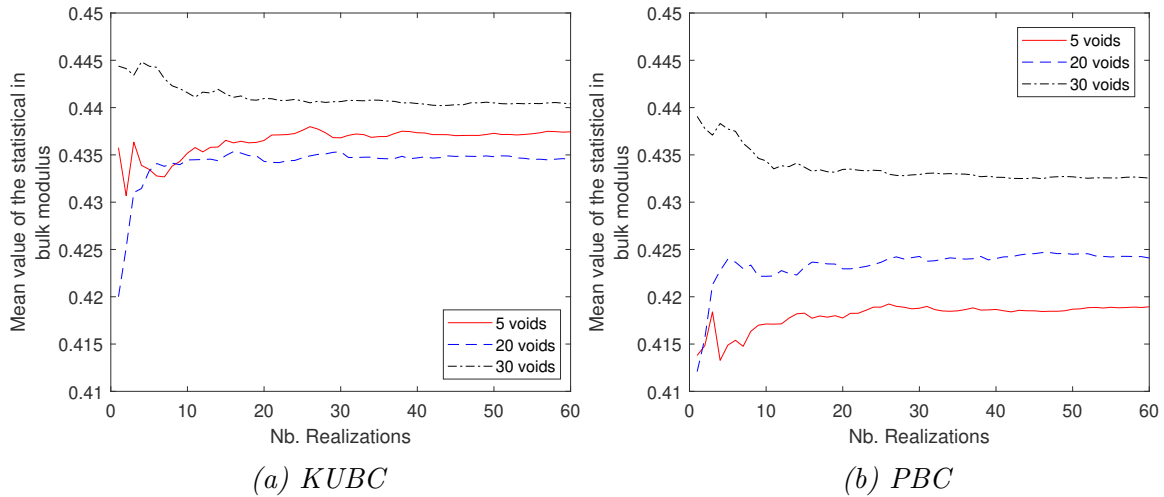 0.45
0.445
0.44
0.435
0.43
0.425
0.42
0.415
0.41
Mean value of the statistical in
bulk modulus
5 voids
20 voids
30 voids
0 10 20 30 40 50 60
Nb. Realizations
(a) KUBC
0.45
0.445
0.44
0.435
0.43
0.425
0.42
0.415
0.41
Mean value of the statistical in
bulk modulus
5 voids
20 voids
30 voids
0 10 20 30 40 50 60
Nb. Realizations
(b) PBC